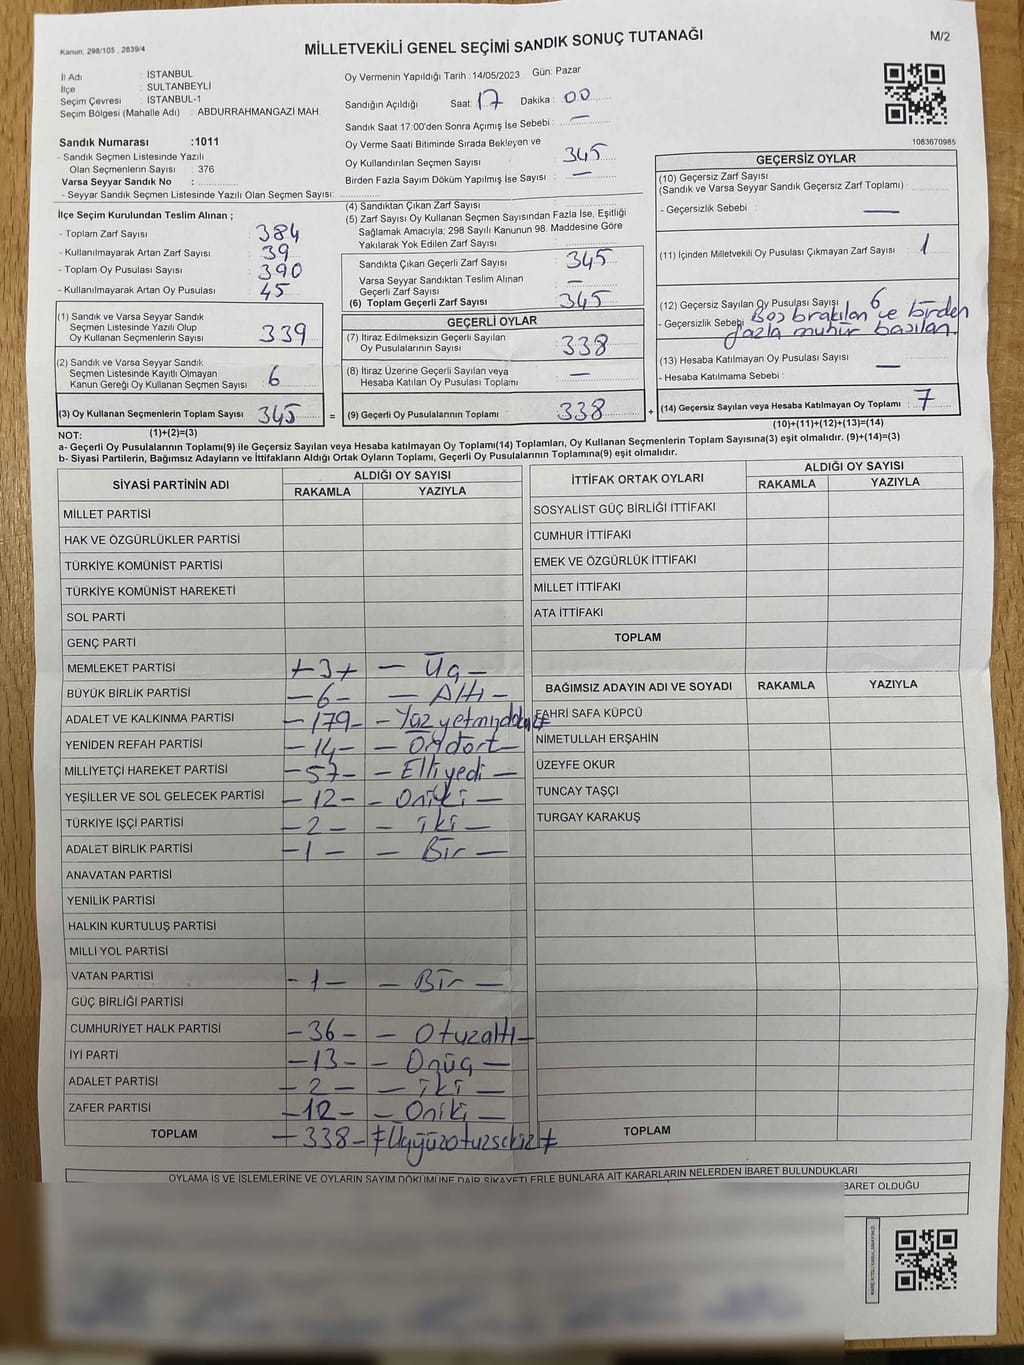 Kanun, 298/105 , 2839/4
MİLLETVEKİLİ GENEL SEÇİMİ SANDIK SONUÇ TUTANAĞI
M/2
İl Adı : İSTANBUL
İlçe : SULTANBEYLİ
Seçim Çevresi : İSTANBUL-1
Seçim Bölgesi (Mahalle Adı) : ABDURRAHMANGAZİ MAH
Sandık Numarası :1011
- Sandık Seçmen Listesinde Yazılı
Olan Seçmenlerin Sayısı : 376
Varsa Seyyar Sandık No :
- Seyyar Sandık Seçmen Listesinde Yazılı Olan Seçmen Sayısı:
Oy Vermenin Yapıldığı Tarih :14/05/2023 Gün: Pazar
Sandığın Açıldığı Saat: 17 Dakika : 00
Sandık Saat 17:00'den Sonra Açımış İse Sebebi : —
Oy Verme Saati Bitiminde Sırada Bekleyen ve
Oy Kullandırılan Seçmen Sayısı : 345
Birden Fazla Sayım Döküm Yapılmış İse Sayısı : —
1083670985
İlçe Seçim Kurulundan Teslim Alınan ;
- Toplam Zarf Sayısı : 384
- Kullanılmayarak Artan Zarf Sayısı : 39
- Toplam Oy Pusulası Sayısı : 390
- Kullanılmayarak Artan Oy Pusulası : 45
(1) Sandık ve Varsa Seyyar Sandık
Seçmen Listesinde Yazılı Olup
Oy Kullanan Seçmenlerin Sayısı : 339
(2) Sandık ve Varsa Seyyar Sandık
Seçmen Listesinde Kayıtlı Olmayan
Kanun Gereği Oy Kullanan Seçmen Sayısı : 6
(3) Oy Kullanan Seçmenlerin Toplam Sayısı : 345 =
(1)+(2)=(3)
(4) Sandıktan Çıkan Zarf Sayısı :
(5) Zarf Sayısı Oy Kullanan Seçmen Sayısından Fazla İse, Eşitliği
Sağlamak Amacıyla; 298 Sayılı Kanunun 98. Maddesine Göre
Yakılarak Yok Edilen Zarf Sayısı :
Sandıkta Çıkan Geçerli Zarf Sayısı : 345
Varsa Seyyar Sandıktan Teslim Alınan
Geçerli Zarf Sayısı : —
(6) Toplam Geçerli Zarf Sayısı : 345
GEÇERLİ OYLAR
(7) İtiraz Edilmeksizin Geçerli Sayılan
Oy Pusulalarının Sayısı : 338
(8) İtiraz Üzerine Geçerli Sayılan veya
Hesaba Katılan Oy Pusulası Toplamı : —
(9) Geçerli Oy Pusulalarının Toplamı : 338 +
GEÇERSİZ OYLAR
(10) Geçersiz Zarf Sayısı
(Sandık ve Varsa Seyyar Sandık Geçersiz Zarf Toplamı) :
- Geçersizlik Sebebi : —
(11) İçinden Milletvekili Oy Pusulası Çıkmayan Zarf Sayısı : 1
(12) Geçersiz Sayılan Oy Pusulası Sayısı : 6
- Geçersizlik Sebebi Boş bırakılan ve birden
fazla mühür basılan.
(13) Hesaba Katılmayan Oy Pusulası Sayısı : —
- Hesaba Katılmama Sebebi :
(14) Geçersiz Sayılan veya Hesaba Katılmayan Oy Toplamı : 7
(10)+(11)+(12)+(13)=(14)
NOT:
a- Geçerli Oy Pusulalarının Toplamı(9) ile Geçersiz Sayılan veya Hesaba katılmayan Oy Toplamı(14) Toplamları, Oy Kullanan Seçmenlerin Toplam Sayısına(3) eşit olmalıdır. (9)+(14)=(3)
b- Siyasi Partilerin, Bağımsız Adayların ve İttifakların Aldığı Ortak Oyların Toplamı, Geçerli Oy Pusulalarının Toplamına(9) eşit olmalıdır.
SİYASİ PARTİNİN ADI ALDIĞI OY SAYISI
RAKAMLA YAZIYLA
MİLLET PARTİSİ
HAK VE ÖZGÜRLÜKLER PARTİSİ
TÜRKİYE KOMÜNİST PARTİSİ
TÜRKİYE KOMÜNİST HAREKETİ
SOL PARTİ
GENÇ PARTİ
MEMLEKET PARTİSİ 3 — Üç —
BÜYÜK BİRLİK PARTİSİ — 6 — — Altı —
ADALET VE KALKINMA PARTİSİ — 179 — — Yüz yetmişdokuz
YENİDEN REFAH PARTİSİ — 14 — — Ondört —
MİLLİYETÇİ HAREKET PARTİSİ — 57 — — Elliyedi —
YEŞİLLER VE SOL GELECEK PARTİSİ — 12 — — Oniki —
TÜRKİYE İŞÇİ PARTİSİ — 2 — — iki —
ADALET BİRLİK PARTİSİ — 1 — — Bir —
ANAVATAN PARTİSİ
YENİLİK PARTİSİ
HALKIN KURTULUŞ PARTİSİ
MİLLİ YOL PARTİSİ
VATAN PARTİSİ - 1 — — Bir —
GÜÇ BİRLİĞİ PARTİSİ
CUMHURİYET HALK PARTİSİ — 36 — — Otuzaltı —
İYİ PARTİ — 13 — — Onüç —
ADALET PARTİSİ — 2 — — iki —
ZAFER PARTİSİ — 12 — — Oniki —
TOPLAM — 338 — Üçyüzotuzsekiz
İTTİFAK ORTAK OYLARI ALDIĞI OY SAYISI
RAKAMLA YAZIYLA
SOSYALİST GÜÇ BİRLİĞİ İTTİFAKI
CUMHUR İTTİFAKI
EMEK VE ÖZGÜRLÜK İTTİFAKI
MİLLET İTTİFAKI
ATA İTTİFAKI
TOPLAM
BAĞIMSIZ ADAYIN ADI VE SOYADI RAKAMLA YAZIYLA
FAHRİ SAFA KÜPCÜ
NİMETULLAH ERŞAHİN
ÜZEYFE OKUR
TUNCAY TAŞÇI
TURGAY KARAKUŞ
TOPLAM
OYLAMA İŞ VE İŞLEMLERİNE VE OYLARIN SAYIM DÖKÜMÜNE DAİR ŞİKAYETLERLE BUNLARA AİT KARARLARIN NELERDEN İBARET BULUNDUKLARI
İBARET OLDUĞU